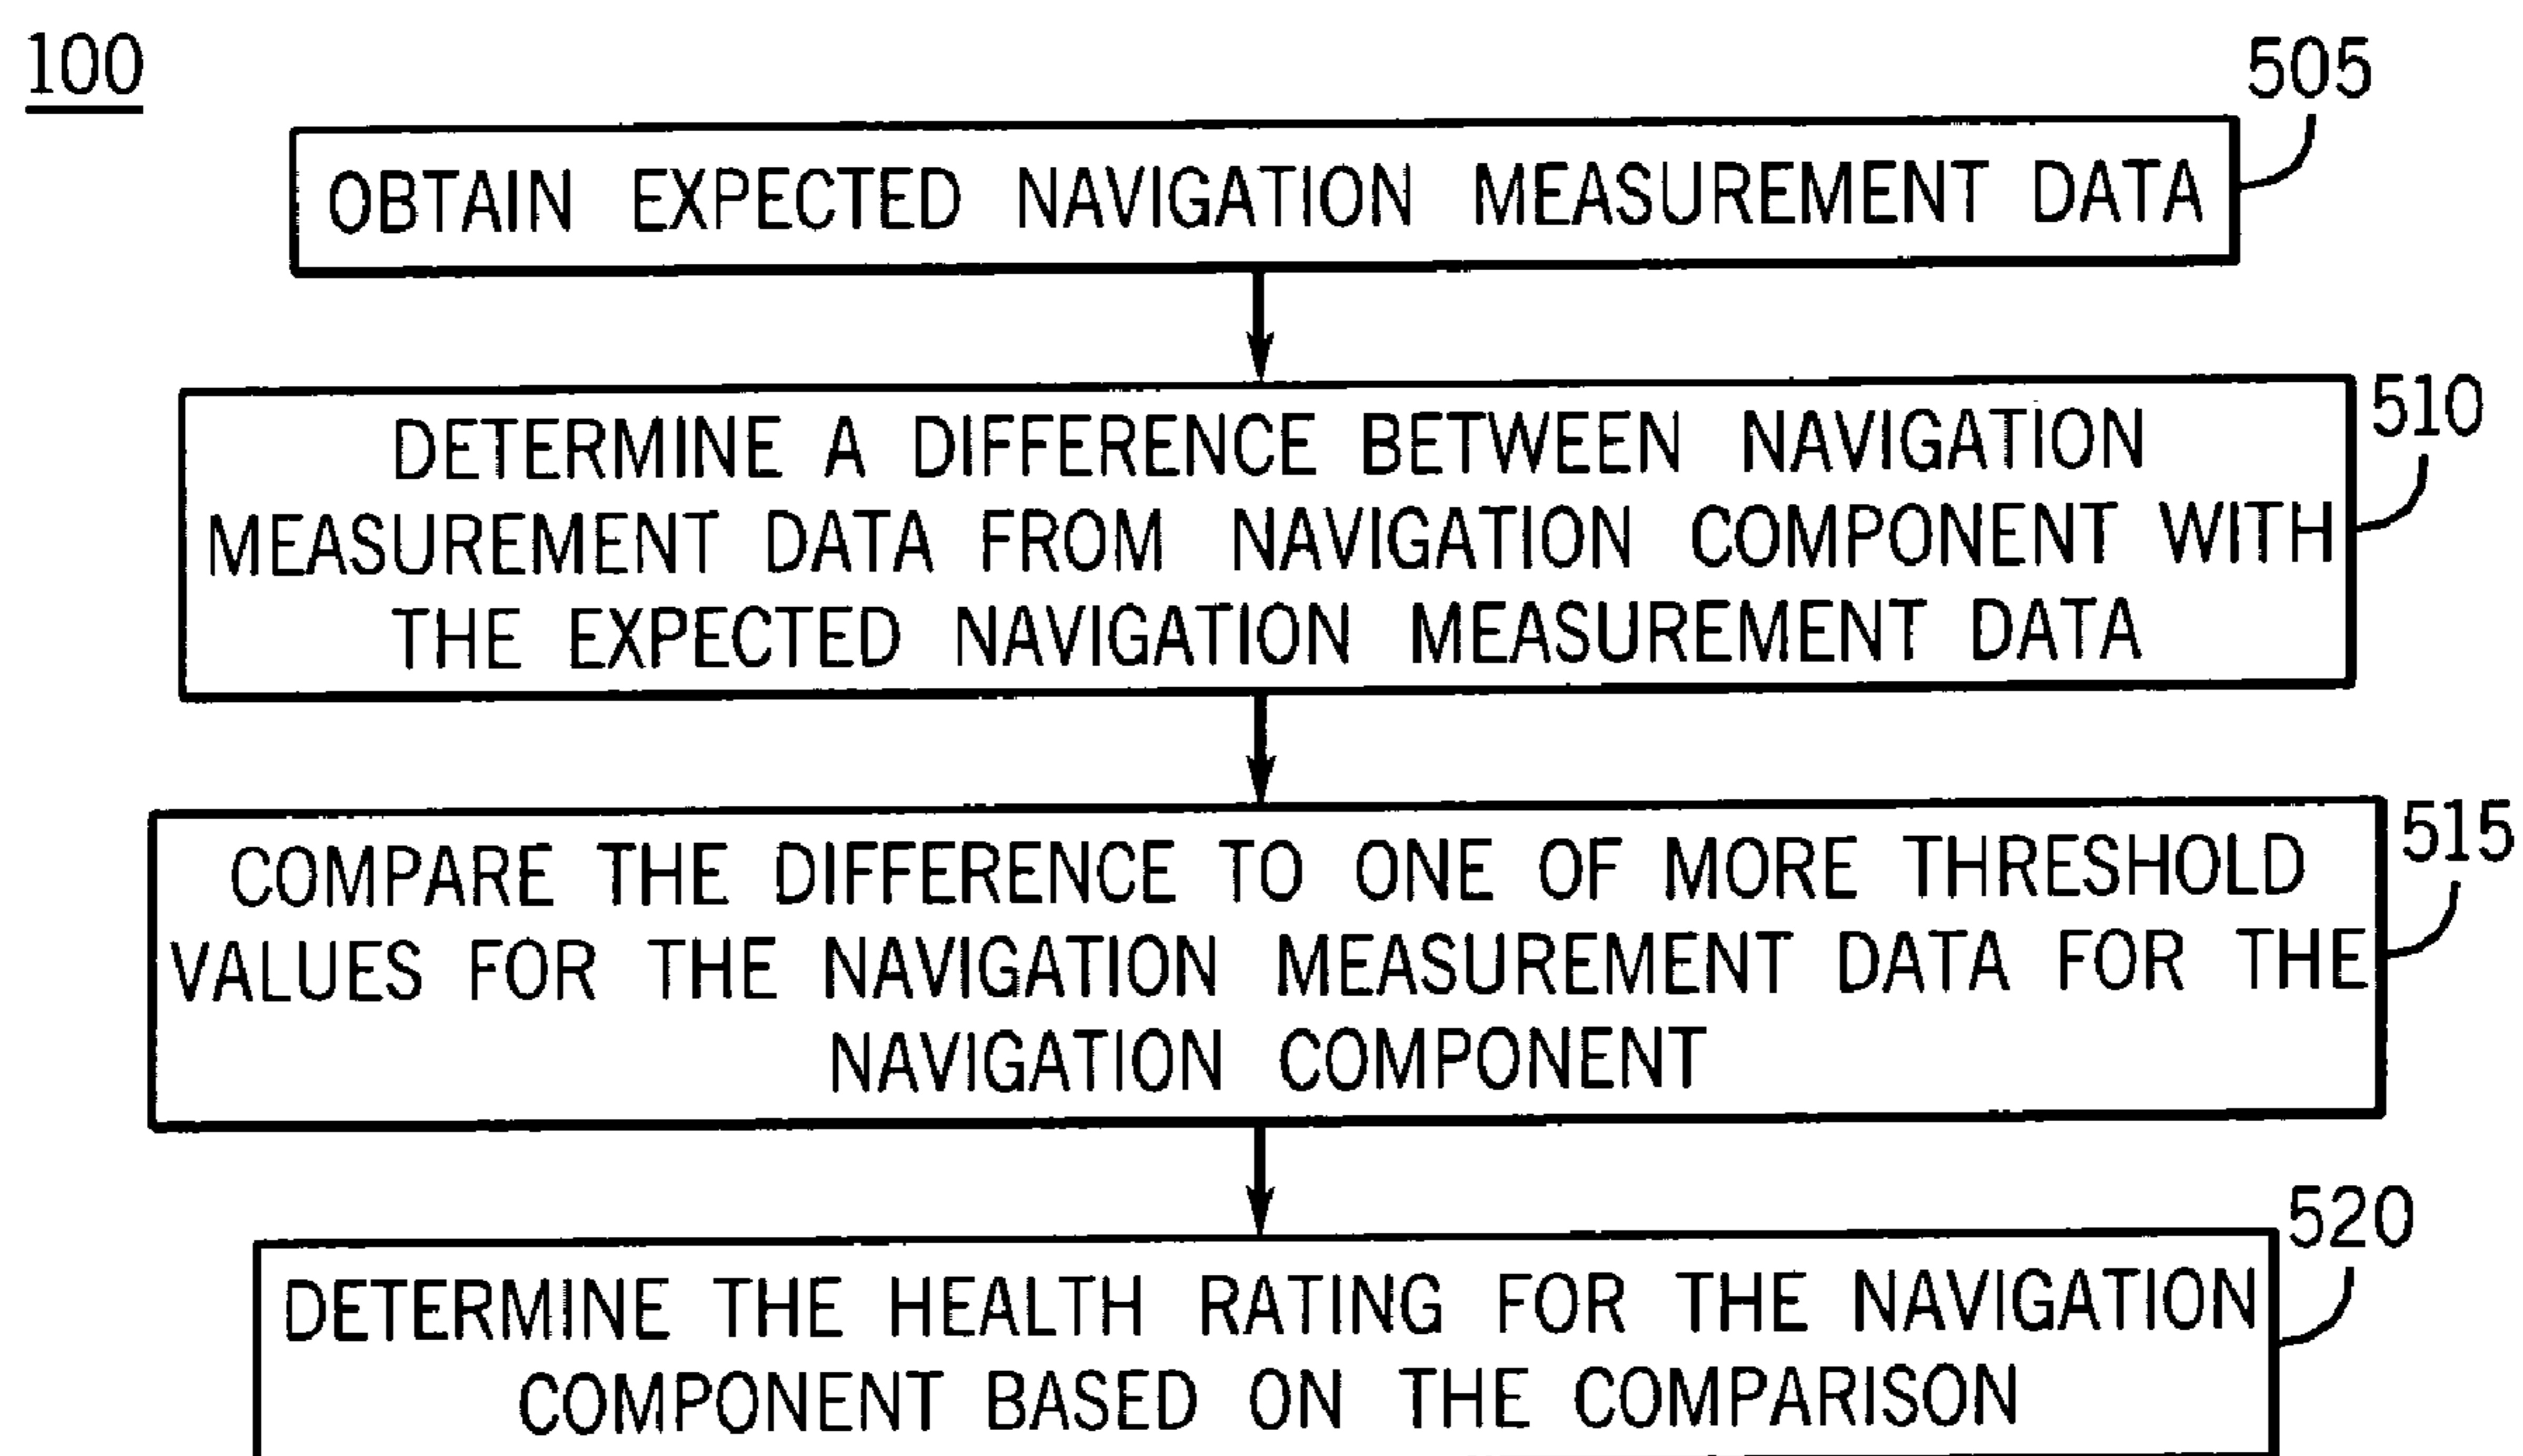 100
505
OBTAIN EXPECTED NAVIGATION MEASUREMENT DATA
510
DETERMINE A DIFFERENCE BETWEEN NAVIGATION
MEASUREMENT DATA FROM NAVIGATION COMPONENT WITH
THE EXPECTED NAVIGATION MEASUREMENT DATA
515
COMPARE THE DIFFERENCE TO ONE OF MORE THRESHOLD
VALUES FOR THE NAVIGATION MEASUREMENT DATA FOR THE
NAVIGATION COMPONENT
520
DETERMINE THE HEALTH RATING FOR THE NAVIGATION
COMPONENT BASED ON THE COMPARISON